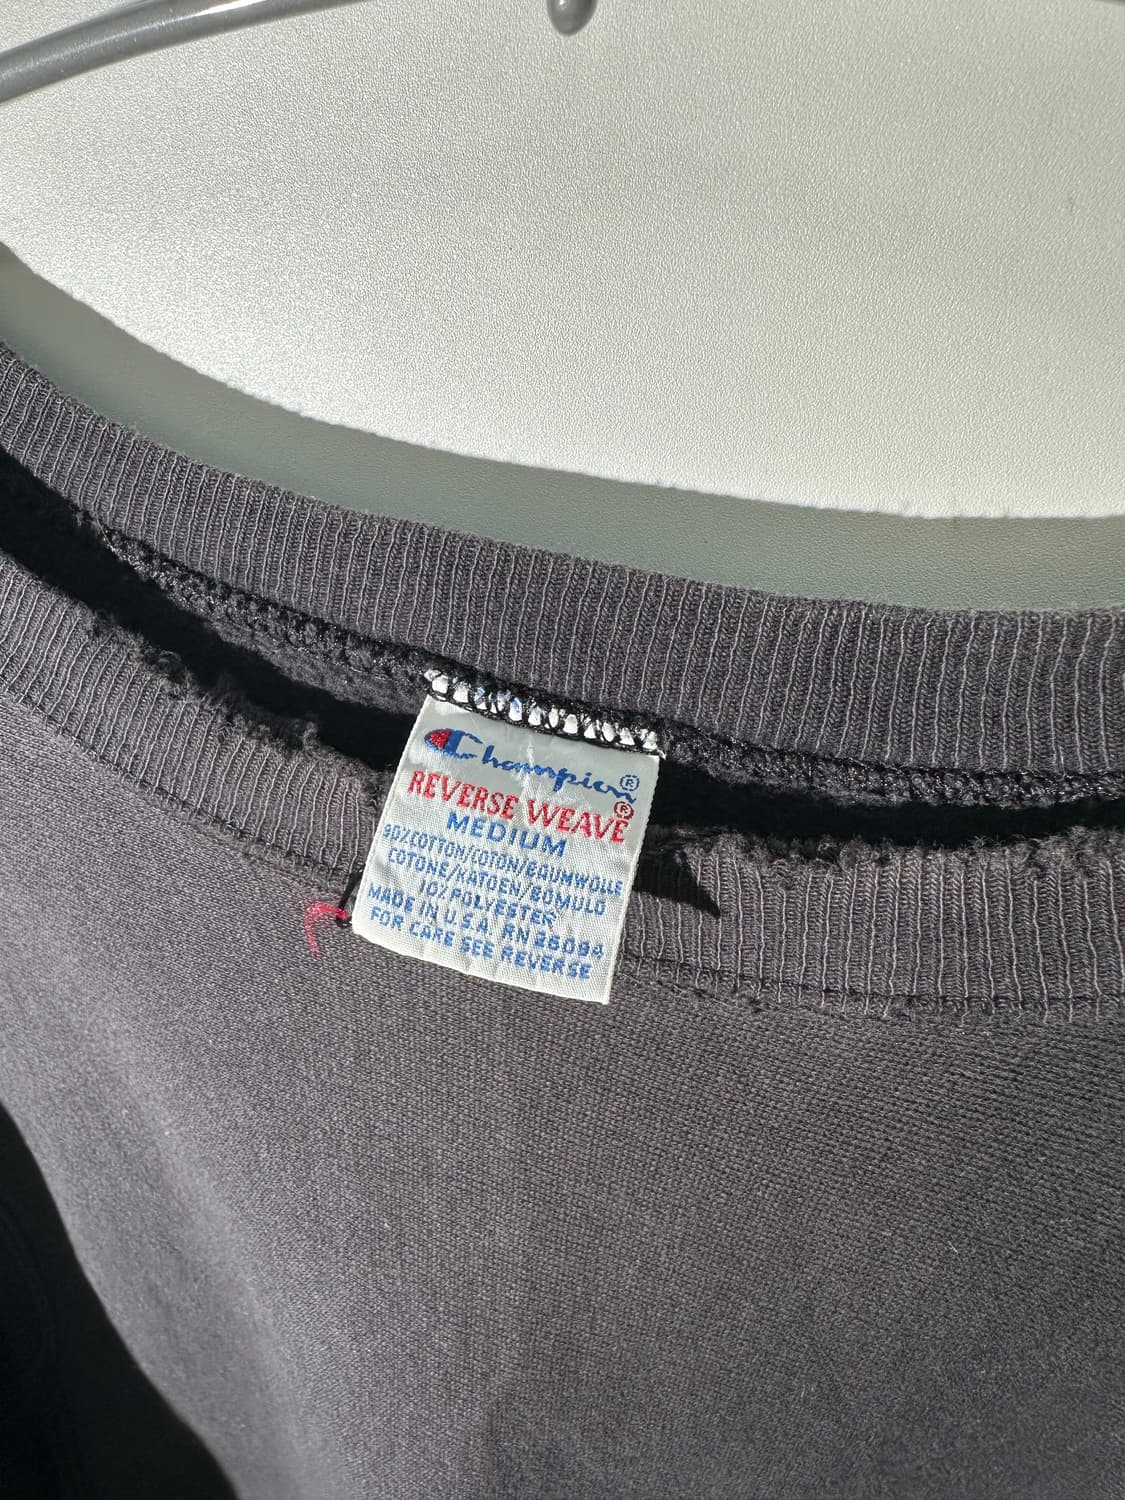 Champion®
REVERSE WEAVE®
MEDIUM
90% COTTON/COTON/BAUMWOLLE
COTONE/KATOEN/BOMULD
10% POLYESTER
MADE IN U.S.A. RN 26094
FOR CARE SEE REVERSE